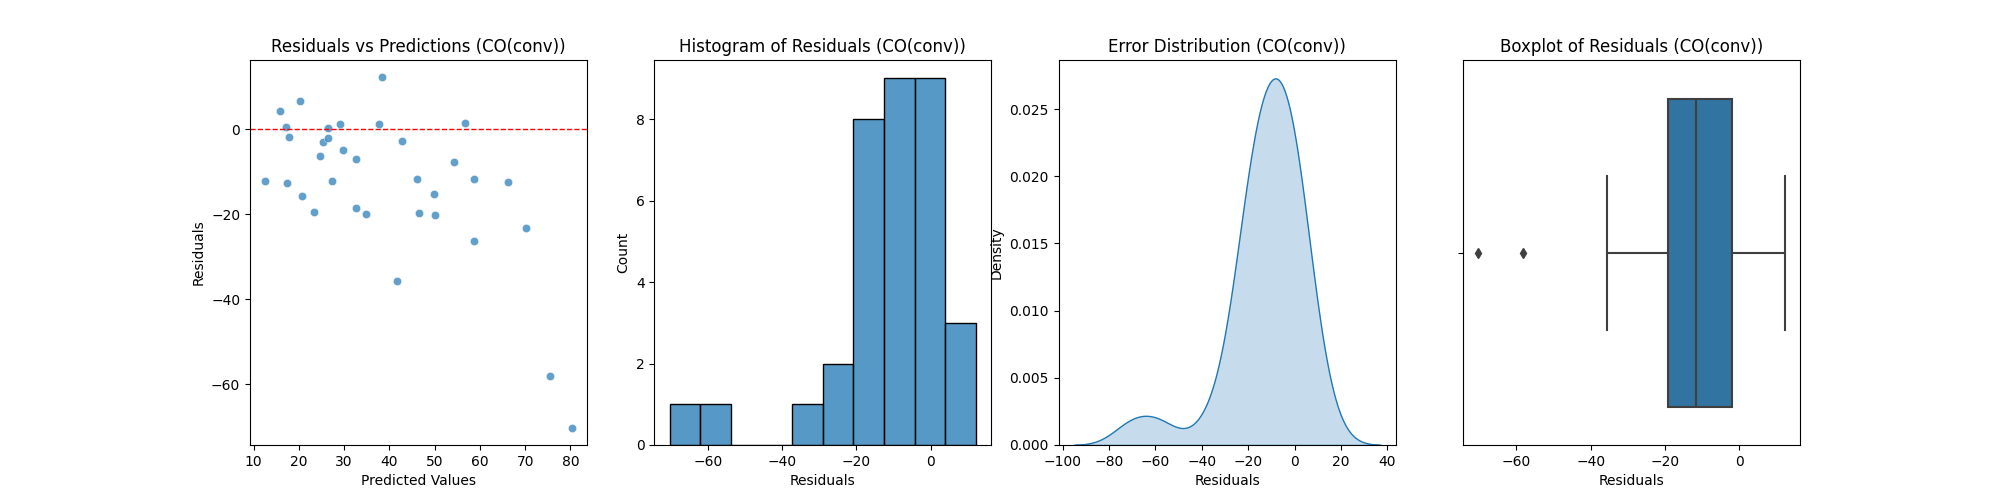 Residuals vs Predictions (CO(conv))
0
−20
−40
−60
Residuals
10 20 30 40 50 60 70 80
Predicted Values
Histogram of Residuals (CO(conv))
8
6
4
2
0
Count
−60 −40 −20 0
Residuals
Error Distribution (CO(conv))
0.025
0.020
0.015
0.010
0.005
0.000
Density
−100 −80 −60 −40 −20 0 20 40
Residuals
Boxplot of Residuals (CO(conv))
−60 −40 −20 0
Residuals